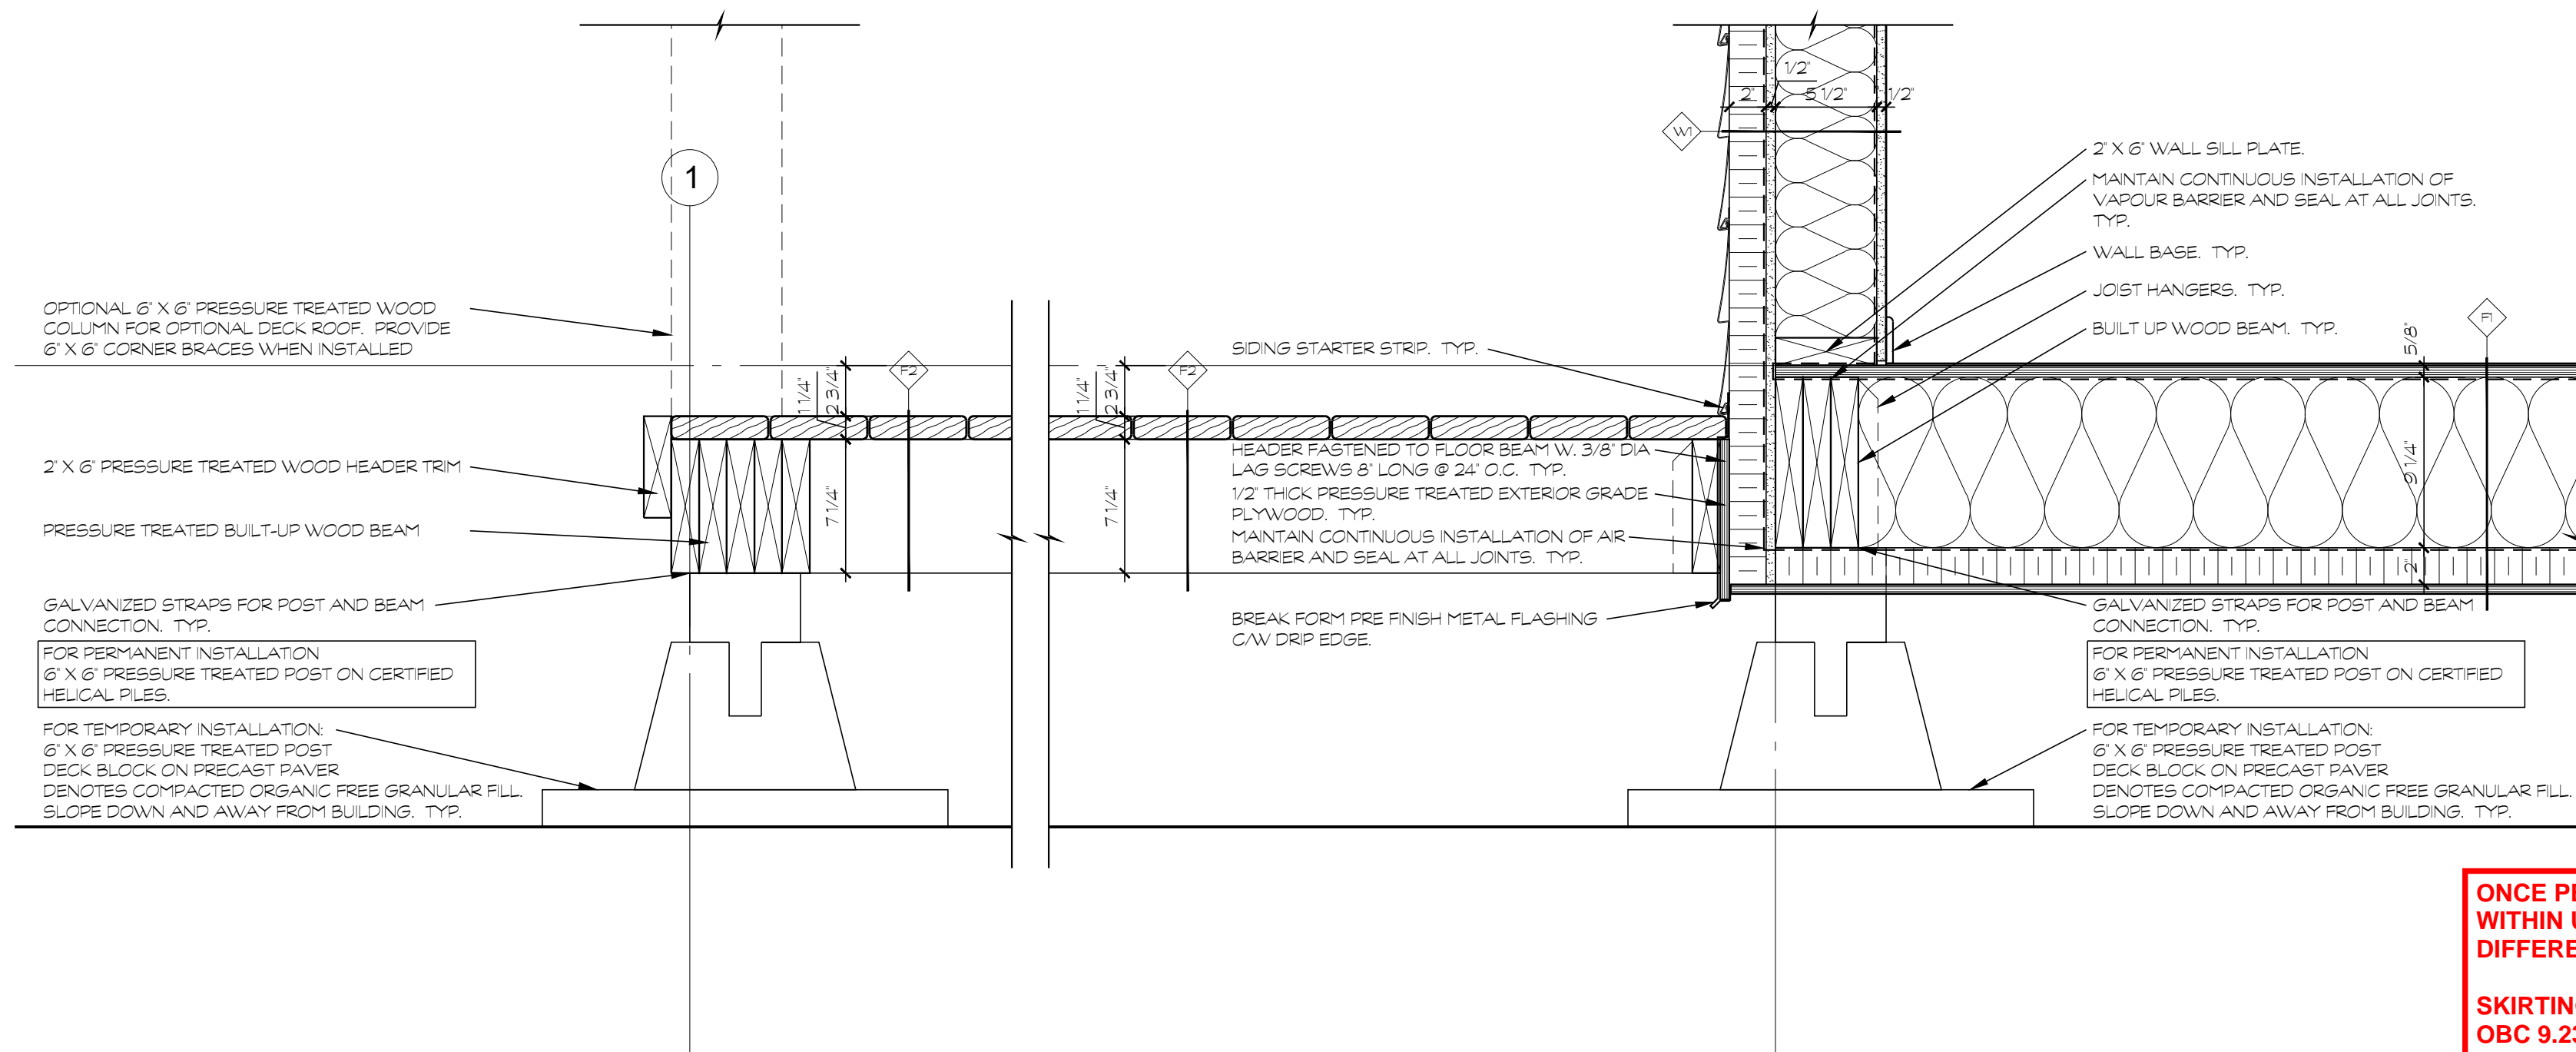 1/2"
2"
5 1/2"
1/2"
W1
1
2" X 6" WALL SILL PLATE.
MAINTAIN CONTINUOUS INSTALLATION OF
VAPOUR BARRIER AND SEAL AT ALL JOINTS.
TYP.
WALL BASE. TYP.
JOIST HANGERS. TYP.
BUILT UP WOOD BEAM. TYP.
F1
5/8"
9 1/4"
2"
OPTIONAL 6" X 6" PRESSURE TREATED WOOD
COLUMN FOR OPTIONAL DECK ROOF. PROVIDE
6" X 6" CORNER BRACES WHEN INSTALLED
SIDING STARTER STRIP. TYP.
1 1/4"
2 3/4"
F2
1 1/4"
2 3/4"
F2
2" X 6" PRESSURE TREATED WOOD HEADER TRIM
7 1/4"
7 1/4"
PRESSURE TREATED BUILT-UP WOOD BEAM
HEADER FASTENED TO FLOOR BEAM W. 3/8" DIA
LAG SCREWS 8" LONG @ 24" O.C. TYP.
1/2" THICK PRESSURE TREATED EXTERIOR GRADE
PLYWOOD. TYP.
MAINTAIN CONTINUOUS INSTALLATION OF AIR
BARRIER AND SEAL AT ALL JOINTS. TYP.
BREAK FORM PRE FINISH METAL FLASHING
C/W DRIP EDGE.
GALVANIZED STRAPS FOR POST AND BEAM
CONNECTION. TYP.
FOR PERMANENT INSTALLATION
6" X 6" PRESSURE TREATED POST ON CERTIFIED
HELICAL PILES.
FOR TEMPORARY INSTALLATION:
6" X 6" PRESSURE TREATED POST
DECK BLOCK ON PRECAST PAVER
DENOTES COMPACTED ORGANIC FREE GRANULAR FILL.
SLOPE DOWN AND AWAY FROM BUILDING. TYP.
GALVANIZED STRAPS FOR POST AND BEAM
CONNECTION. TYP.
FOR PERMANENT INSTALLATION
6" X 6" PRESSURE TREATED POST ON CERTIFIED
HELICAL PILES.
FOR TEMPORARY INSTALLATION:
6" X 6" PRESSURE TREATED POST
DECK BLOCK ON PRECAST PAVER
DENOTES COMPACTED ORGANIC FREE GRANULAR FILL.
SLOPE DOWN AND AWAY FROM BUILDING. TYP.
ONCE
WITHIN
OBC 9.23